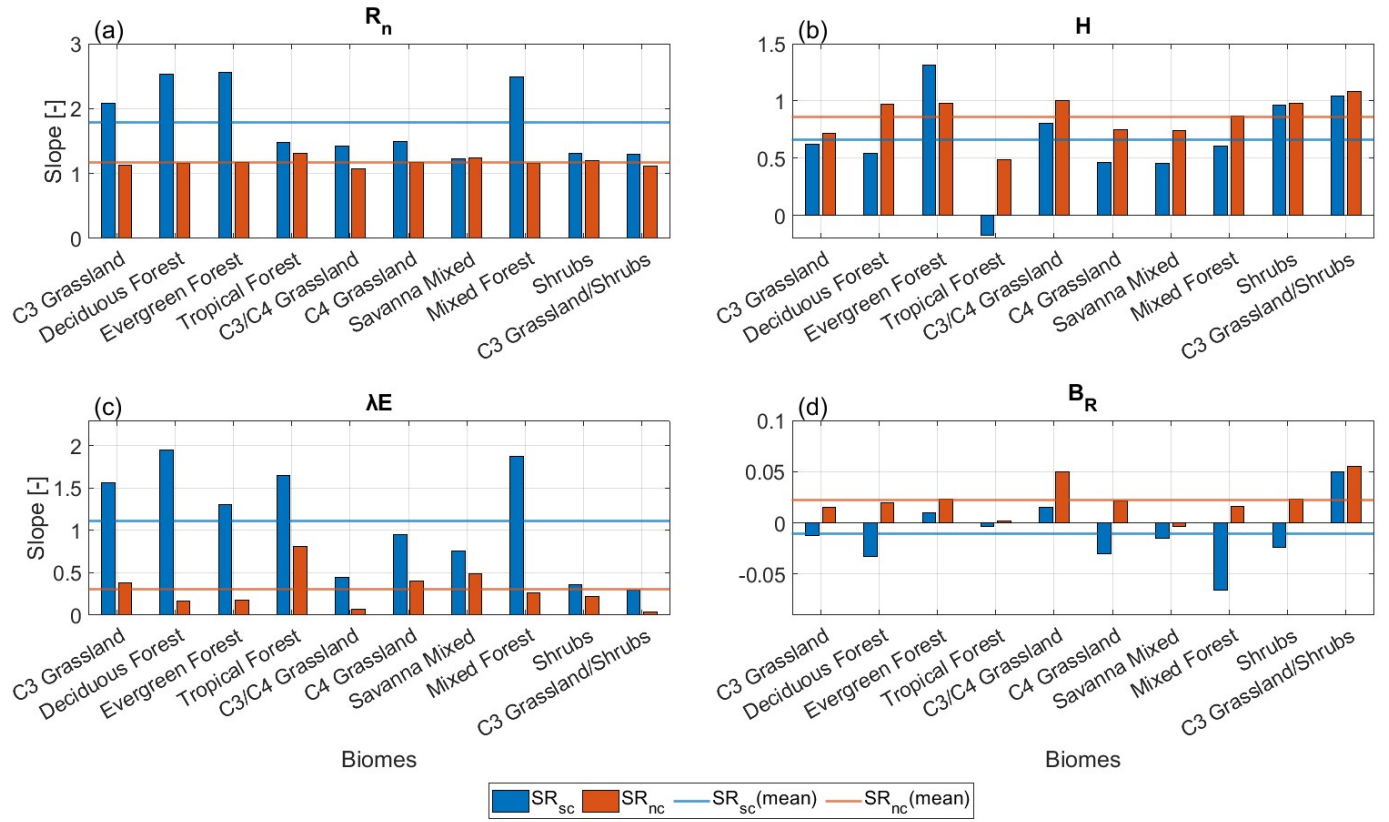 (a)
R_n
3
2
1
0
Slope [-]
C3 Grassland
Deciduous Forest
Evergreen Forest
Tropical Forest
C3/C4 Grassland
C4 Grassland
Savanna Mixed
Mixed Forest
Shrubs
C3 Grassland/Shrubs
(b)
H
1.5
1
0.5
0
C3 Grassland
Deciduous Forest
Evergreen Forest
Tropical Forest
C3/C4 Grassland
C4 Grassland
Savanna Mixed
Mixed Forest
Shrubs
C3 Grassland/Shrubs
(c)
λE
2
1.5
1
0.5
0
Slope [-]
C3 Grassland
Deciduous Forest
Evergreen Forest
Tropical Forest
C3/C4 Grassland
C4 Grassland
Savanna Mixed
Mixed Forest
Shrubs
C3 Grassland/Shrubs
Biomes
(d)
B_R
0.1
0.05
0
-0.05
C3 Grassland
Deciduous Forest
Evergreen Forest
Tropical Forest
C3/C4 Grassland
C4 Grassland
Savanna Mixed
Mixed Forest
Shrubs
C3 Grassland/Shrubs
Biomes
SR_sc SR_nc SR_sc(mean) SR_nc(mean)